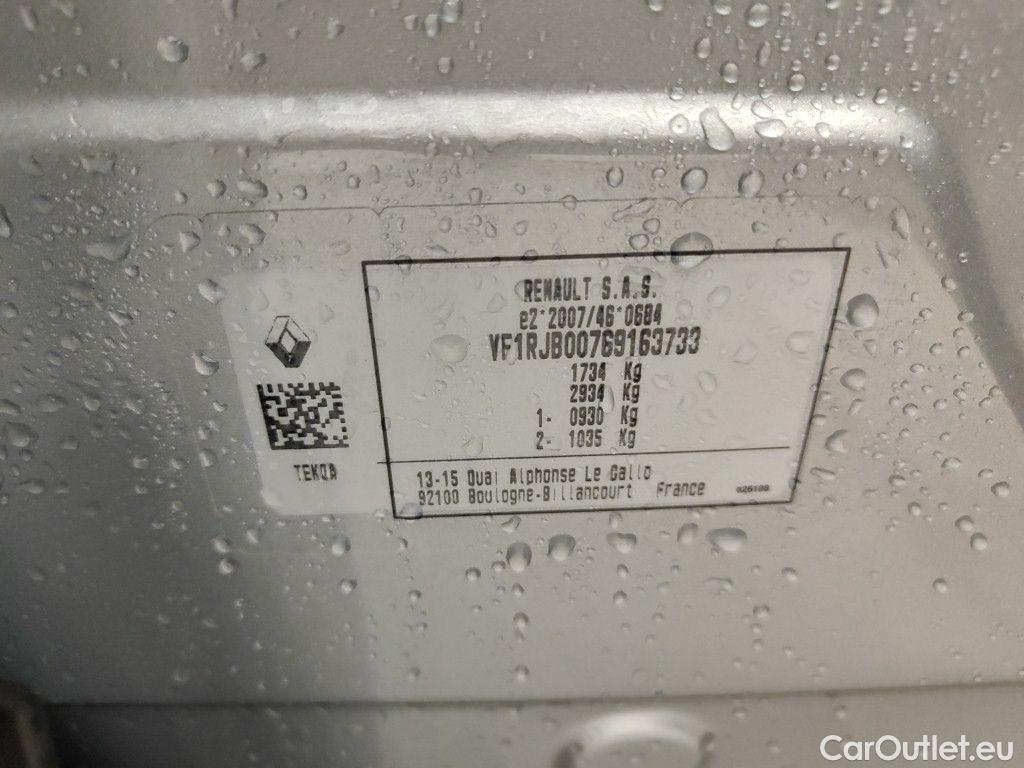 RENAULT S.A.S.
e2*2007/46*0684
VF1RJB00769163733
1734 Kg
2934 Kg
1- 0930 Kg
2- 1035 Kg
TEKQA
13-15 Quai Alphonse Le Gallo
92100 Boulogne-Billancourt France
CarOutlet.eu